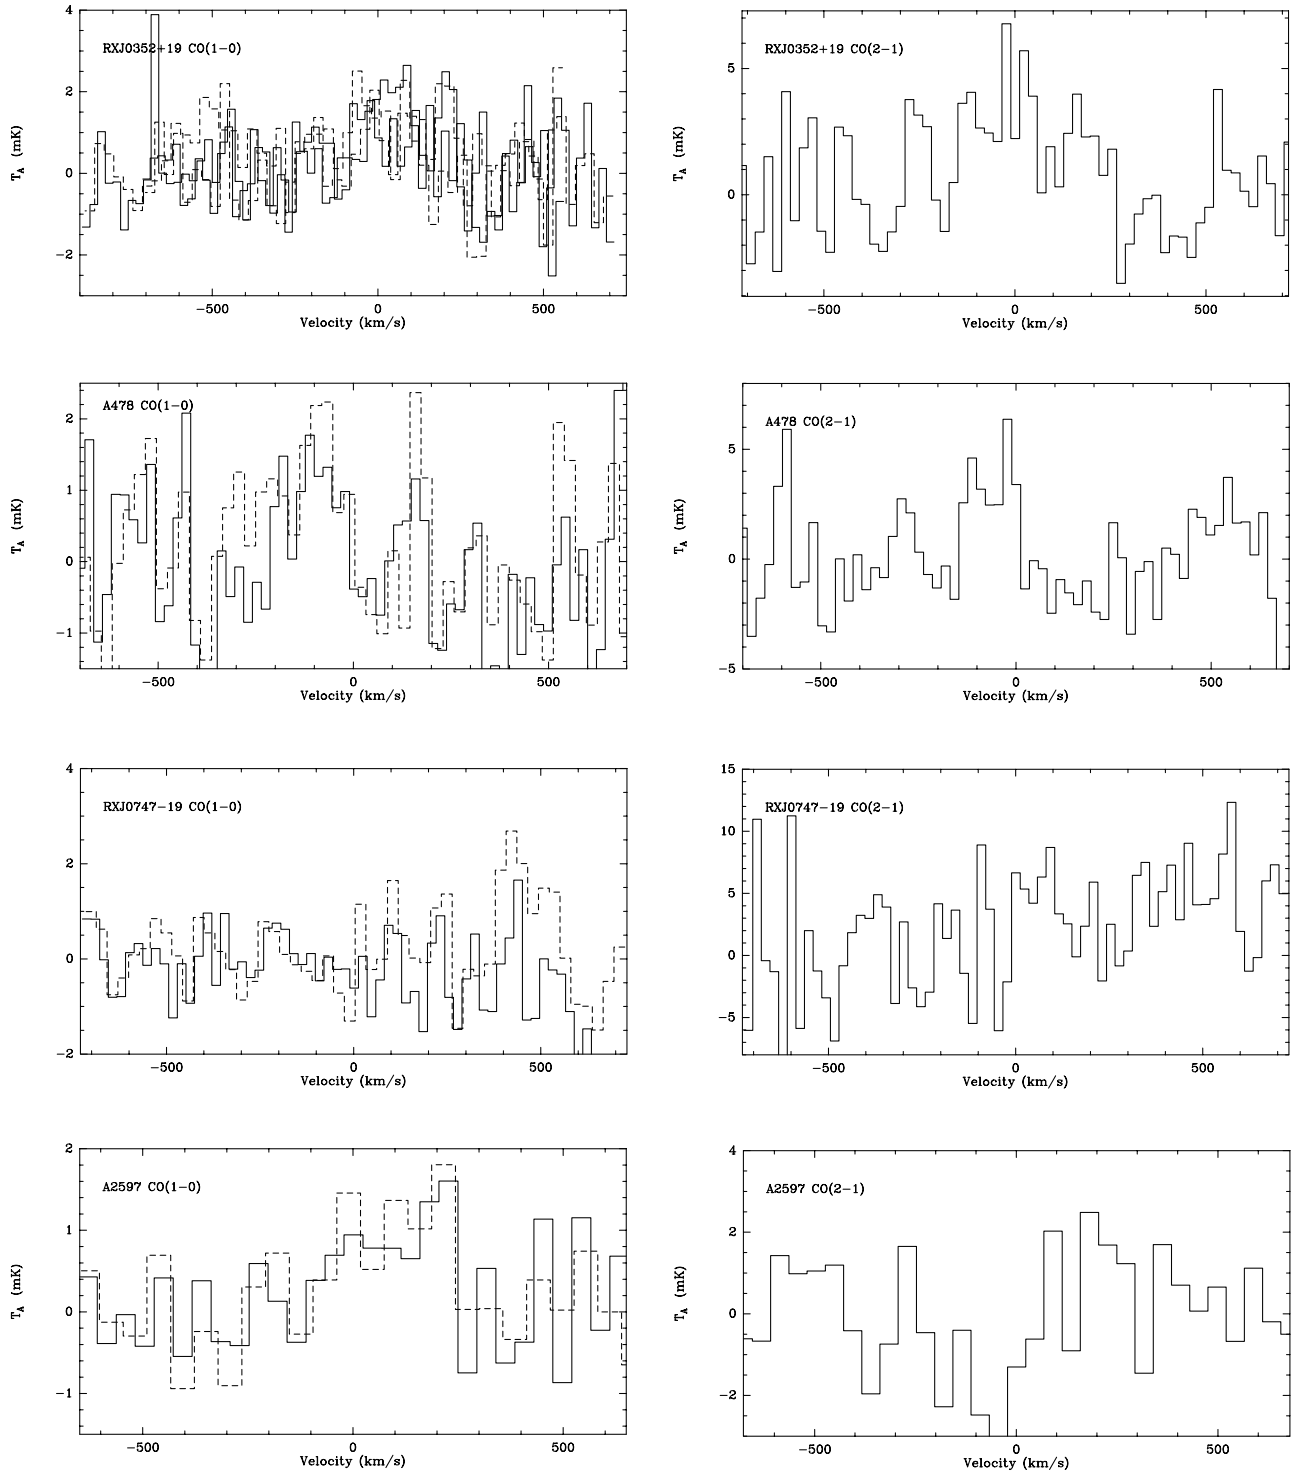 4
2
0
−2
RXJ0352+19 CO(1−0)
T_A (mK)
−500 0 500
Velocity (km/s)
5
0
RXJ0352+19 CO(2−1)
T_A (mK)
−500 0 500
Velocity (km/s)
2
1
0
−1
A478 CO(1−0)
T_A (mK)
−500 0 500
Velocity (km/s)
5
0
−5
A478 CO(2−1)
T_A (mK)
−500 0 500
Velocity (km/s)
4
2
0
−2
RXJ0747−19 CO(1−0)
T_A (mK)
−500 0 500
Velocity (km/s)
15
10
5
0
−5
RXJ0747−19 CO(2−1)
T_A (mK)
−500 0 500
Velocity (km/s)
2
1
0
−1
A2597 CO(1−0)
T_A (mK)
−500 0 500
Velocity (km/s)
4
2
0
−2
A2597 CO(2−1)
T_A (mK)
−500 0 500
Velocity (km/s)